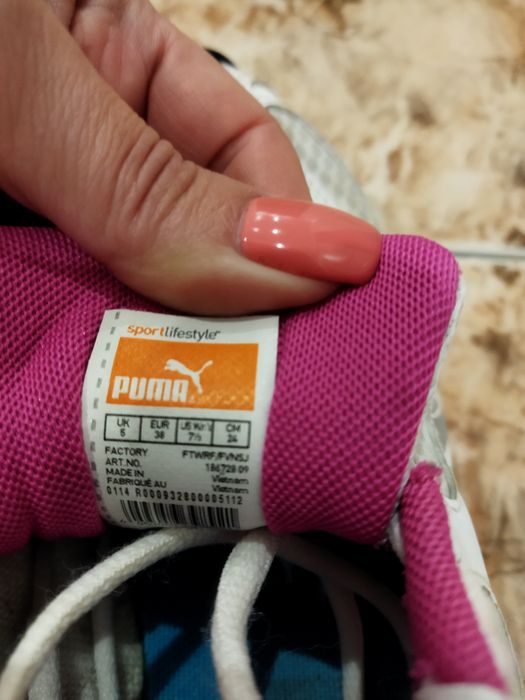 sportlifestyle
PUMA
UK EUR US Wn's CM
5 38 7½ 24
FACTORY FTWRF/FVNSJ
ART.NO. 186728 09
MADE IN Vietnam
FABRIQUÉ AU Vietnam
0114 R000932800005112